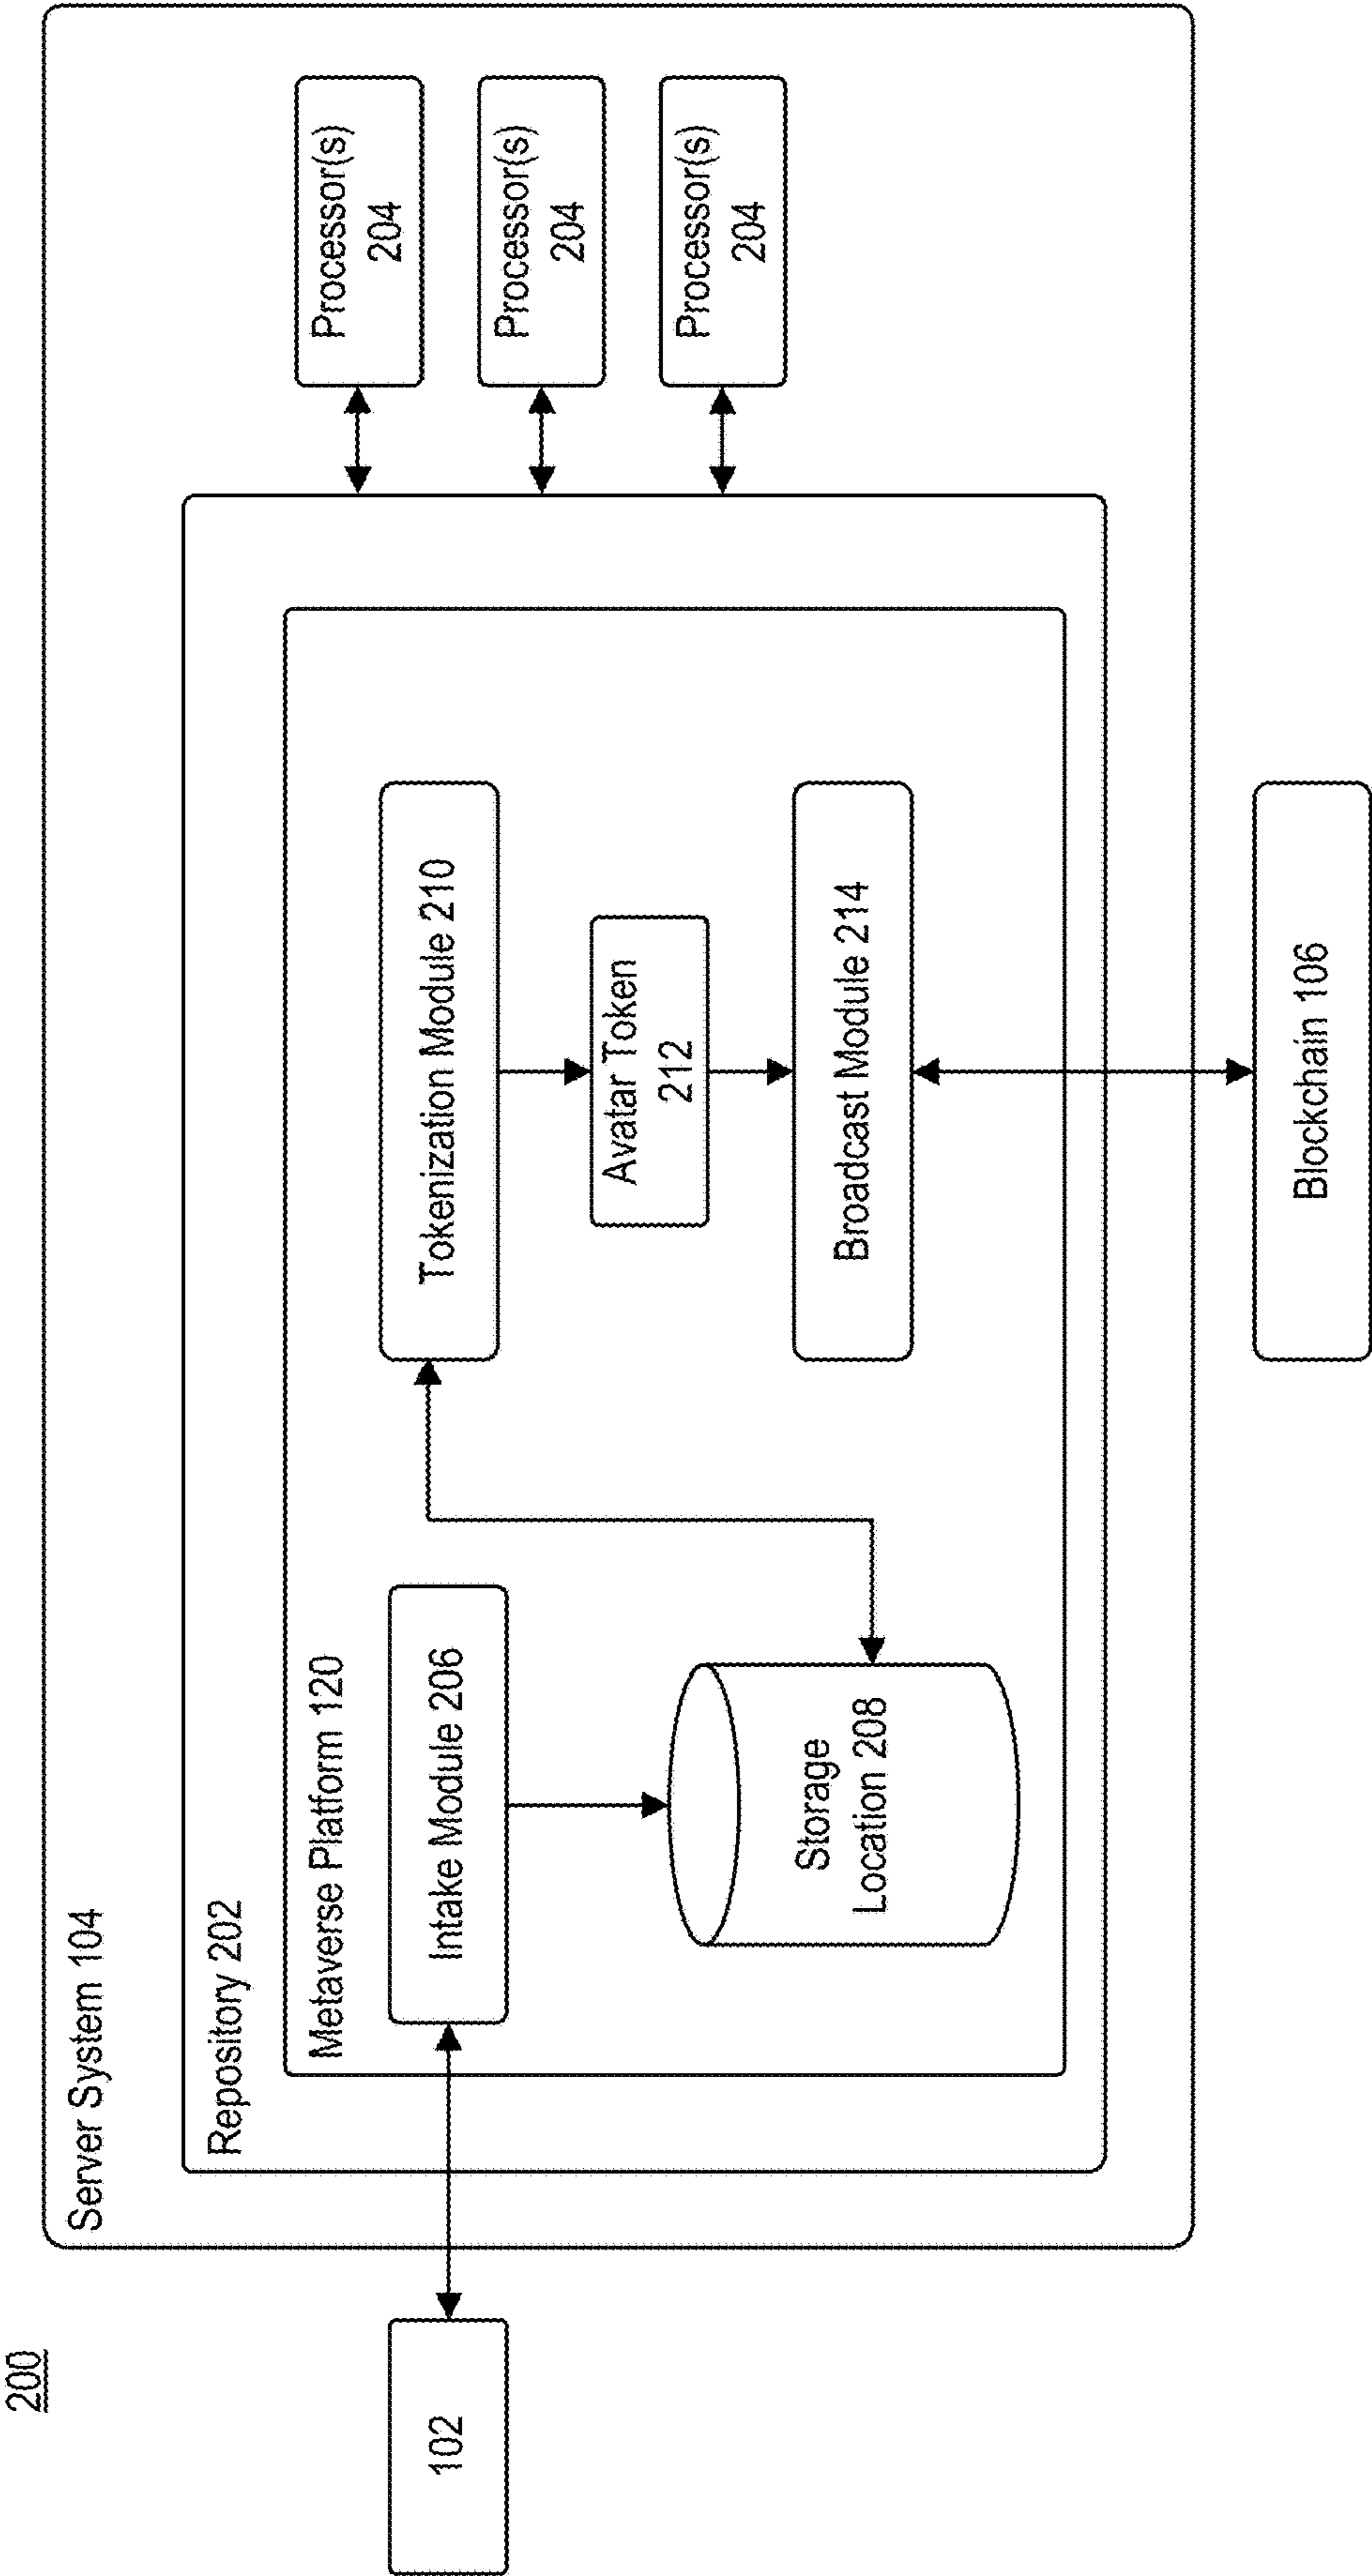 200
Server System 104
Repository 202
Metaverse Platform 120
102
Intake Module 206
Storage
Location 208
Tokenization Module 210
Avatar Token
212
Broadcast Module 214
Processor(s)
204
Processor(s)
204
Processor(s)
204
Blockchain 106